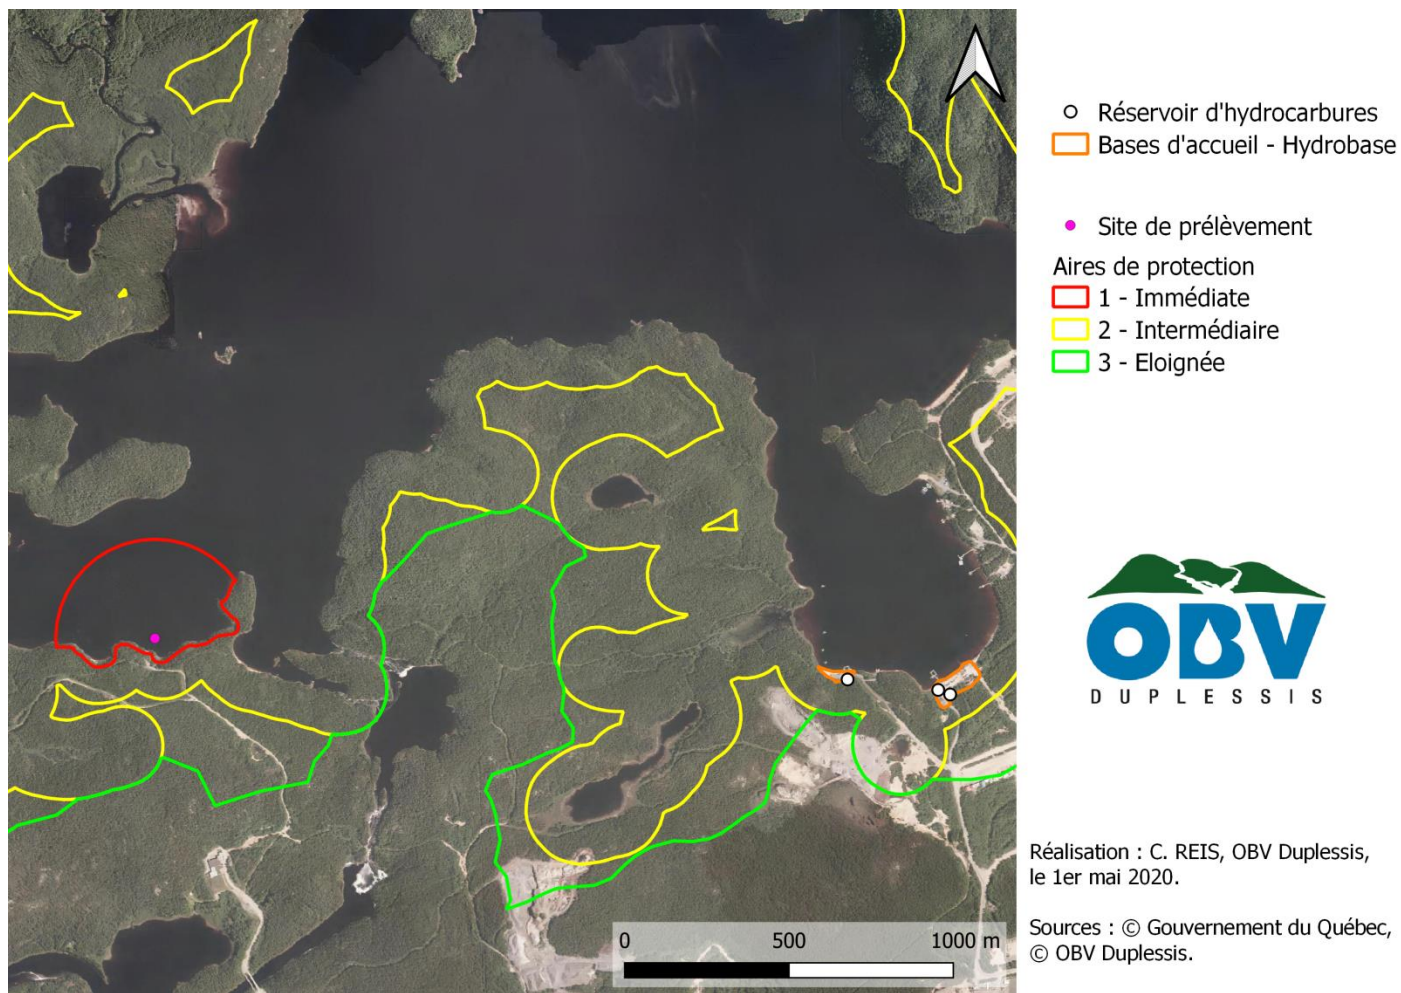 Réservoir d'hydrocarbures
Bases d'accueil - Hydrobase
Site de prélèvement
Aires de protection
1 - Immédiate
2 - Intermédiaire
3 - Eloignée
OBV
DUPLESSIS
Réalisation : C. REIS, OBV Duplessis,
le 1er mai 2020.
Sources : © Gouvernement du Québec,
© OBV Duplessis.
0 500 1000 m